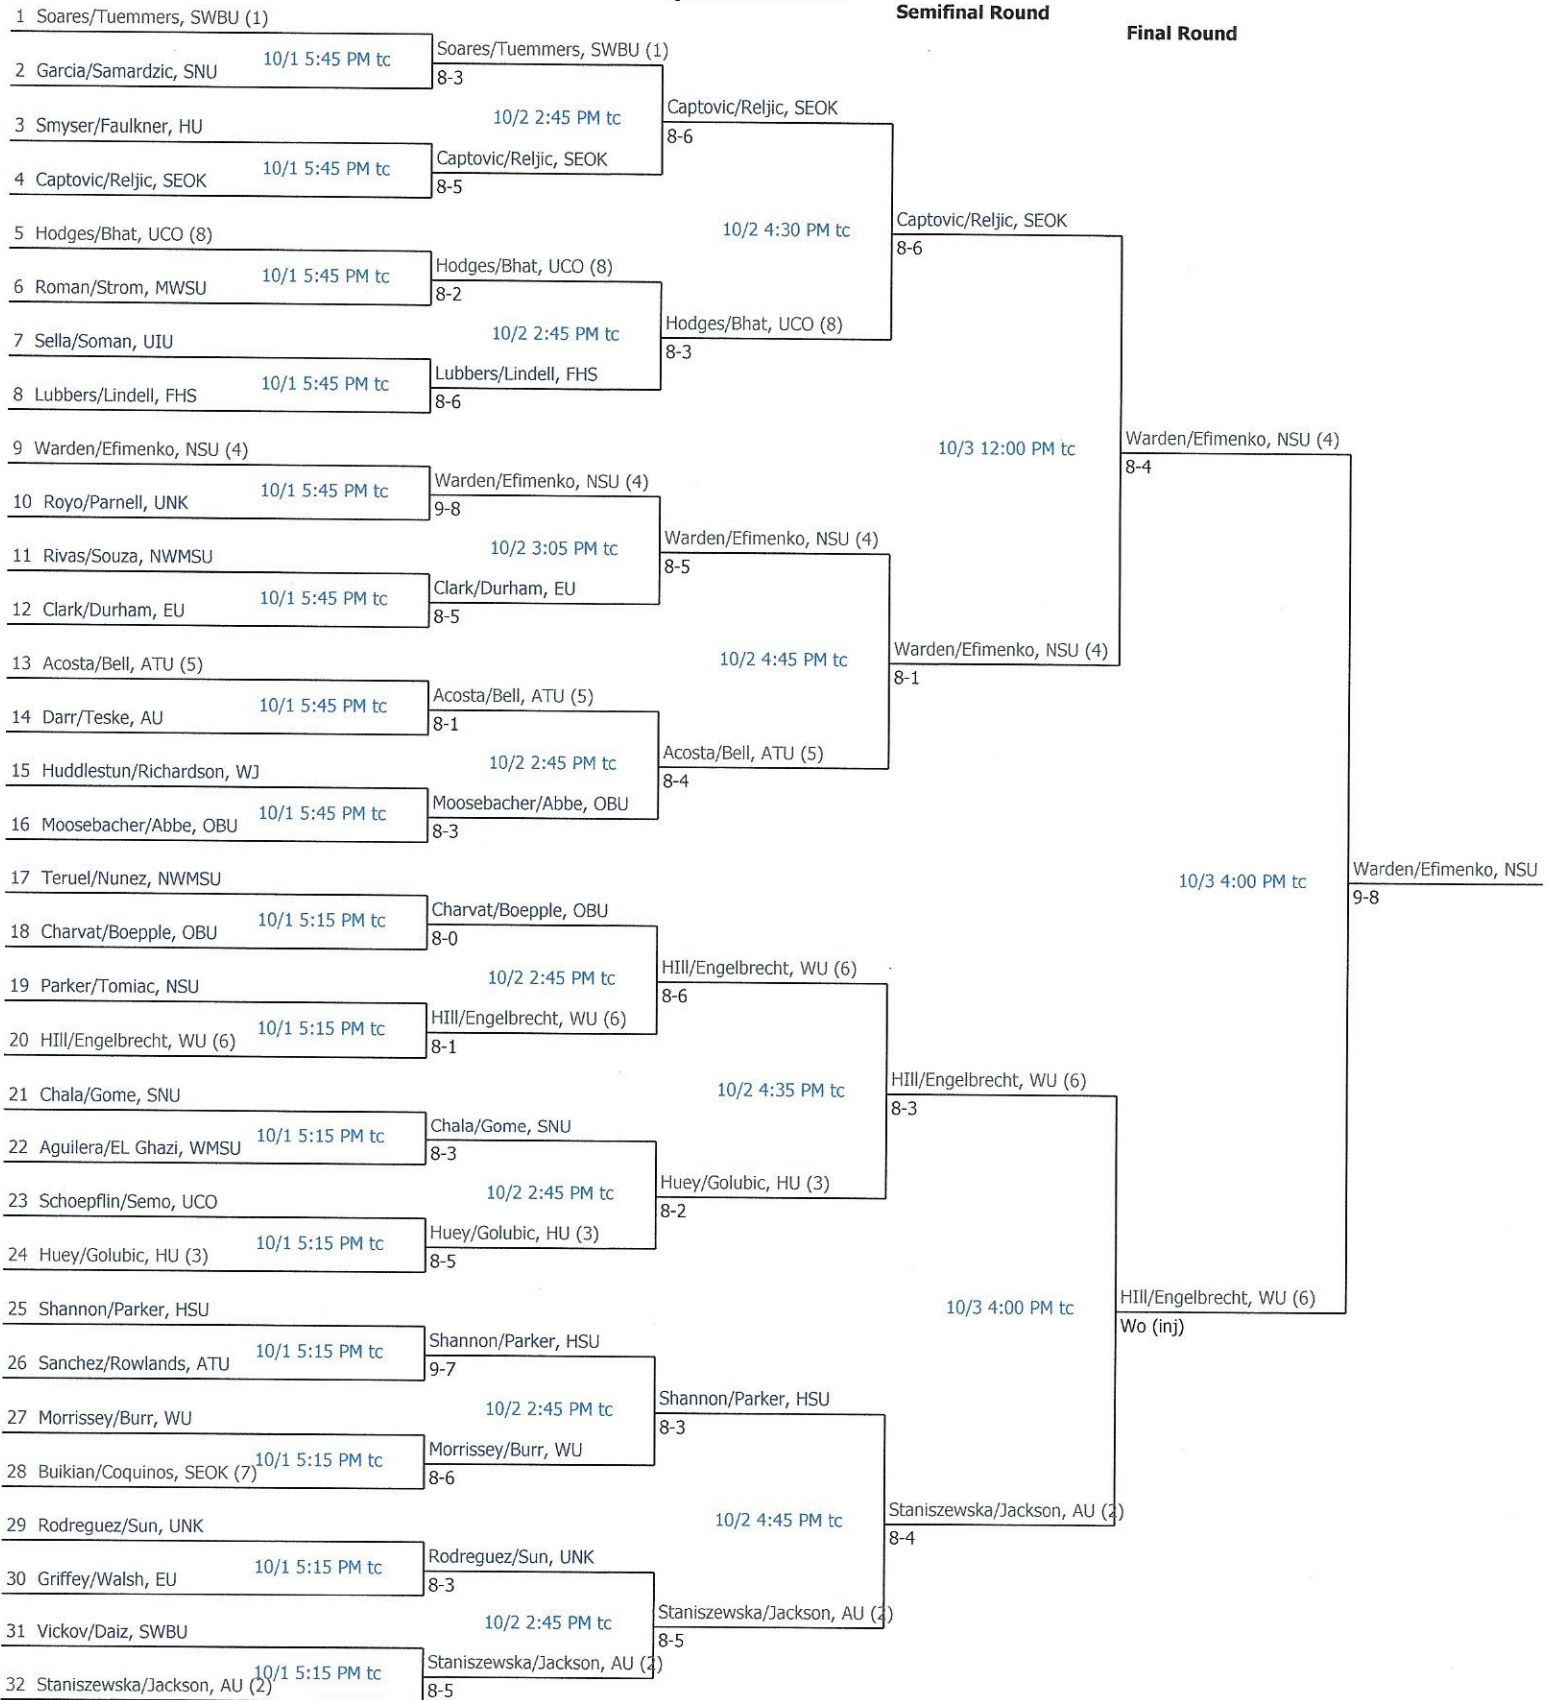 Semifinal Round
Final Round
1 Soares/Tuemmers, SWBU (1)
10/1 5:45 PM tc
Soares/Tuemmers, SWBU (1)
2 Garcia/Samardzic, SNU
8-3
10/2 2:45 PM tc
Captovic/Reljic, SEOK
3 Smyser/Faulkner, HU
8-6
10/1 5:45 PM tc
Captovic/Reljic, SEOK
4 Captovic/Reljic, SEOK
8-5
10/2 4:30 PM tc
Captovic/Reljic, SEOK
5 Hodges/Bhat, UCO (8)
8-6
10/1 5:45 PM tc
Hodges/Bhat, UCO (8)
6 Roman/Strom, MWSU
8-2
10/2 2:45 PM tc
Hodges/Bhat, UCO (8)
7 Sella/Soman, UIU
8-3
10/1 5:45 PM tc
Lubbers/Lindell, FHS
8 Lubbers/Lindell, FHS
8-6
10/3 12:00 PM tc
Warden/Efimenko, NSU (4)
9 Warden/Efimenko, NSU (4)
8-4
10/1 5:45 PM tc
Warden/Efimenko, NSU (4)
10 Royo/Parnell, UNK
9-8
10/2 3:05 PM tc
Warden/Efimenko, NSU (4)
11 Rivas/Souza, NWMSU
8-5
10/1 5:45 PM tc
Clark/Durham, EU
12 Clark/Durham, EU
8-5
10/2 4:45 PM tc
Warden/Efimenko, NSU (4)
13 Acosta/Bell, ATU (5)
8-1
10/1 5:45 PM tc
Acosta/Bell, ATU (5)
14 Darr/Teske, AU
8-1
10/2 2:45 PM tc
Acosta/Bell, ATU (5)
15 Huddlestun/Richardson, WJ
8-4
10/1 5:45 PM tc
Moosebacher/Abbe, OBU
16 Moosebacher/Abbe, OBU
8-3
10/3 4:00 PM tc
Warden/Efimenko, NSU
17 Teruel/Nunez, NWMSU
9-8
10/1 5:15 PM tc
Charvat/Boepple, OBU
18 Charvat/Boepple, OBU
8-0
10/2 2:45 PM tc
HIll/Engelbrecht, WU (6)
19 Parker/Tomiac, NSU
8-6
10/1 5:15 PM tc
HIll/Engelbrecht, WU (6)
20 HIll/Engelbrecht, WU (6)
8-1
10/2 4:35 PM tc
HIll/Engelbrecht, WU (6)
21 Chala/Gome, SNU
8-3
10/1 5:15 PM tc
Chala/Gome, SNU
22 Aguilera/EL Ghazi, WMSU
8-3
10/2 2:45 PM tc
Huey/Golubic, HU (3)
23 Schoepflin/Semo, UCO
8-2
10/1 5:15 PM tc
Huey/Golubic, HU (3)
24 Huey/Golubic, HU (3)
8-5
10/3 4:00 PM tc
HIll/Engelbrecht, WU (6)
25 Shannon/Parker, HSU
Wo (inj)
10/1 5:15 PM tc
Shannon/Parker, HSU
26 Sanchez/Rowlands, ATU
9-7
10/2 2:45 PM tc
Shannon/Parker, HSU
27 Morrissey/Burr, WU
8-3
10/1 5:15 PM tc
Morrissey/Burr, WU
28 Buikian/Coquinos, SEOK (7)
8-6
10/2 4:45 PM tc
Staniszewska/Jackson, AU (2)
29 Rodreguez/Sun, UNK
8-4
10/1 5:15 PM tc
Rodreguez/Sun, UNK
30 Griffey/Walsh, EU
8-3
10/2 2:45 PM tc
Staniszewska/Jackson, AU (2)
31 Vickov/Daiz, SWBU
8-5
10/1 5:15 PM tc
Staniszewska/Jackson, AU (2)
32 Staniszewska/Jackson, AU (2)
8-5